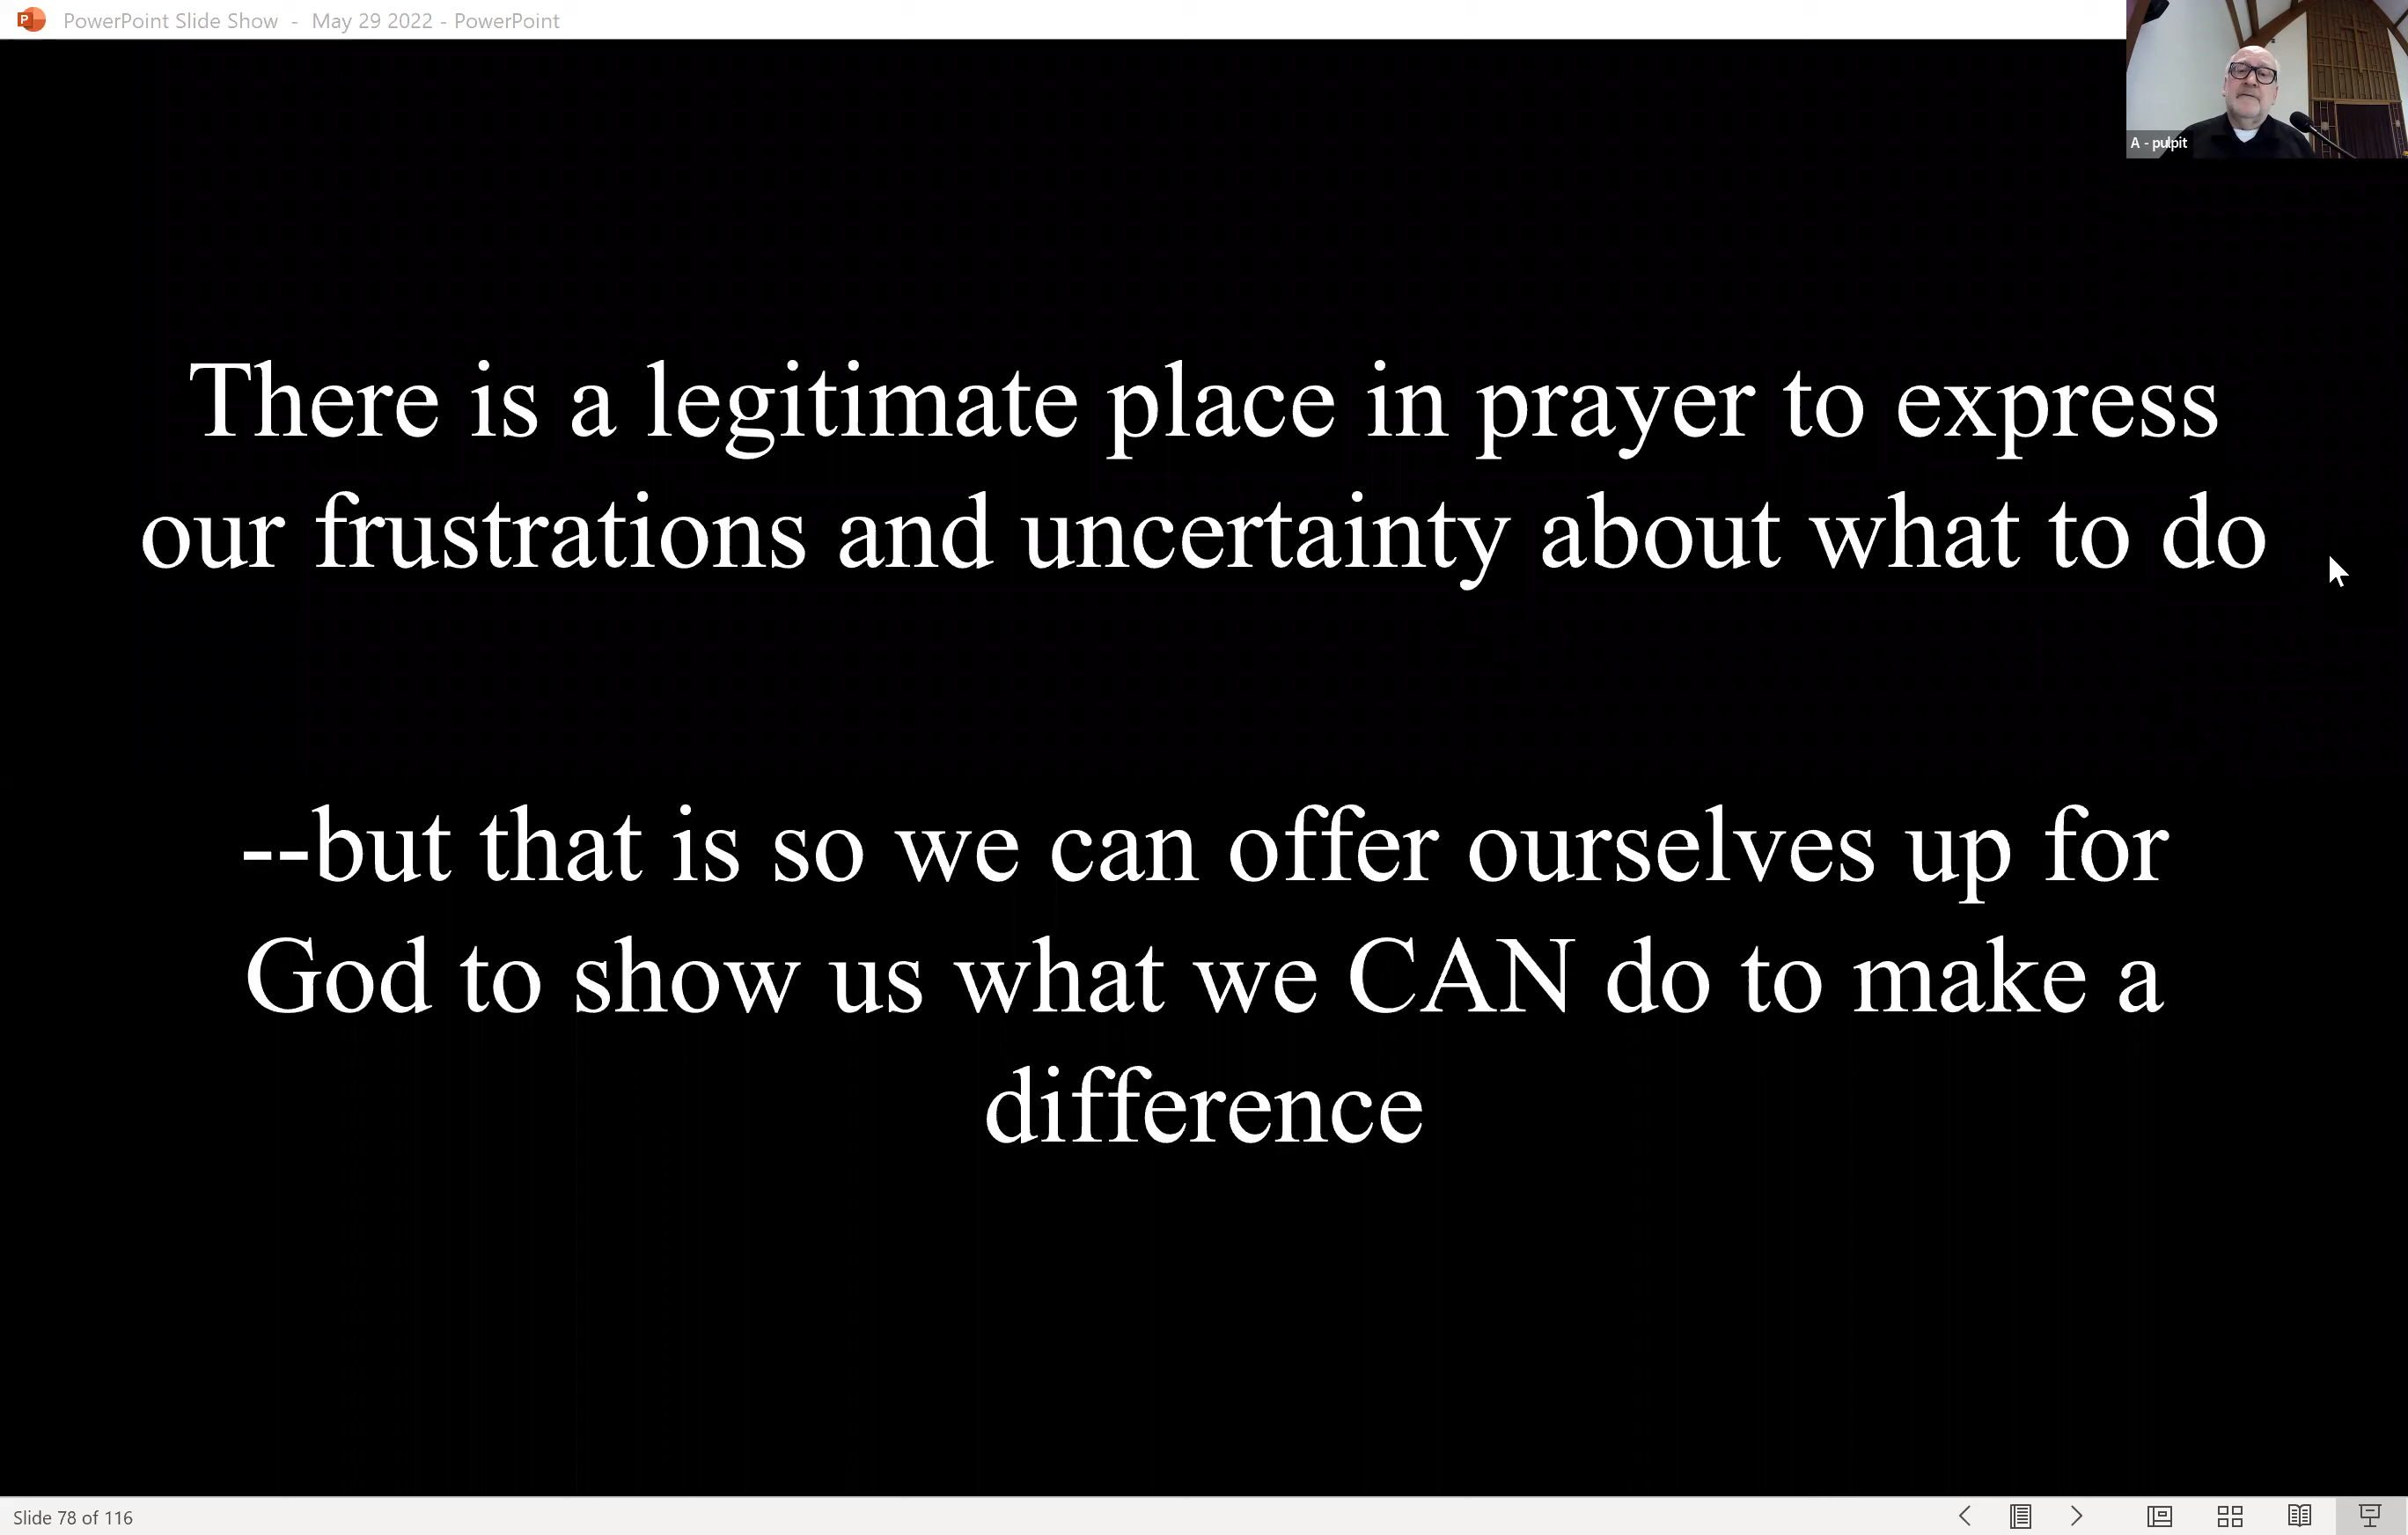 PowerPoint Slide Show - May 29 2022 - PowerPoint
A - pulpit
There is a legitimate place in prayer to express
our frustrations and uncertainty about what to do
--but that is so we can offer ourselves up for
God to show us what we CAN do to make a
difference
Slide 78 of 116